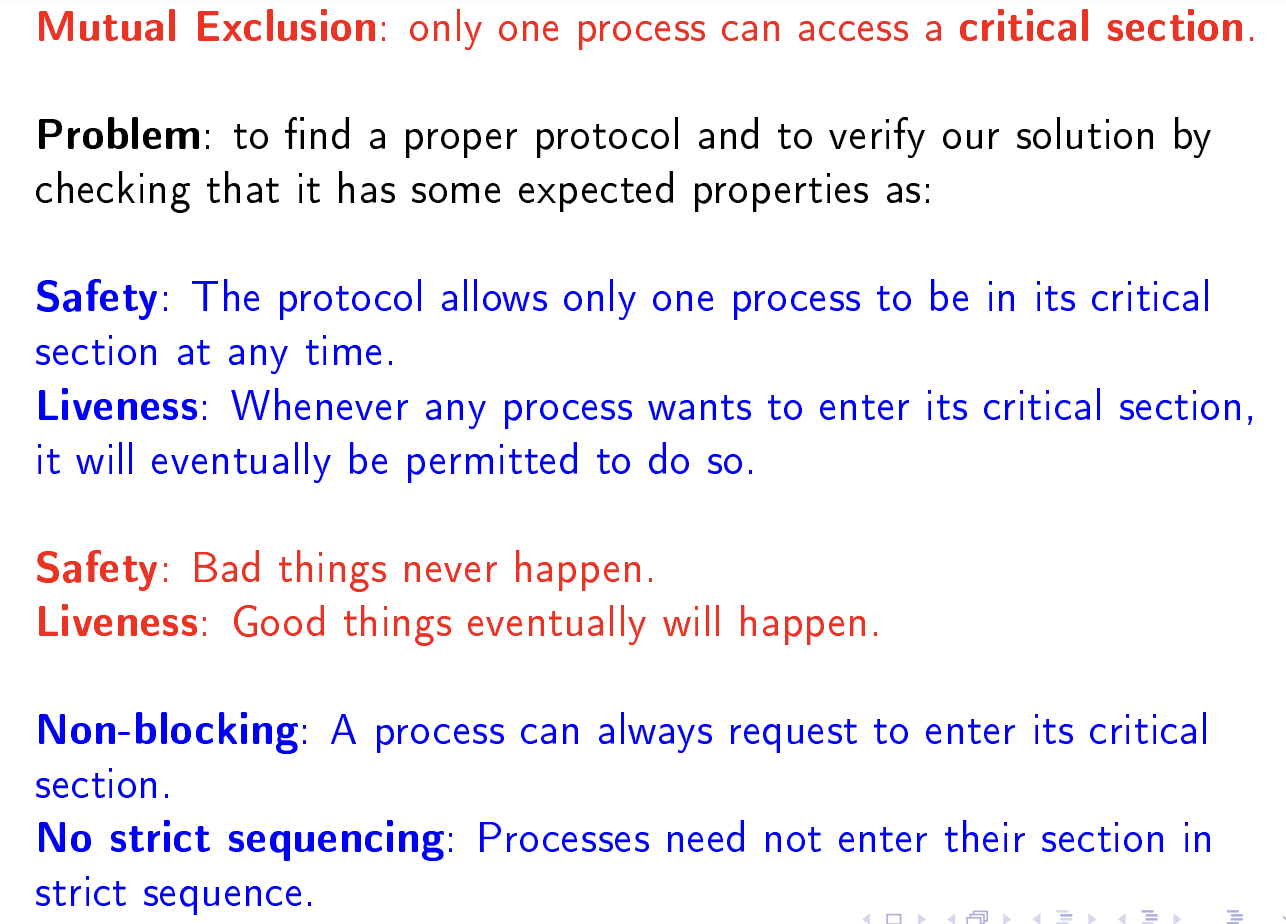 Mutual Exclusion: only one process can access a critical section.
Problem: to find a proper protocol and to verify our solution by
checking that it has some expected properties as:
Safety: The protocol allows only one process to be in its critical
section at any time.
Liveness: Whenever any process wants to enter its critical section,
it will eventually be permitted to do so.
Safety: Bad things never happen.
Liveness: Good things eventually will happen.
Non-blocking: A process can always request to enter its critical
section.
No strict sequencing: Processes need not enter their section in
strict sequence.